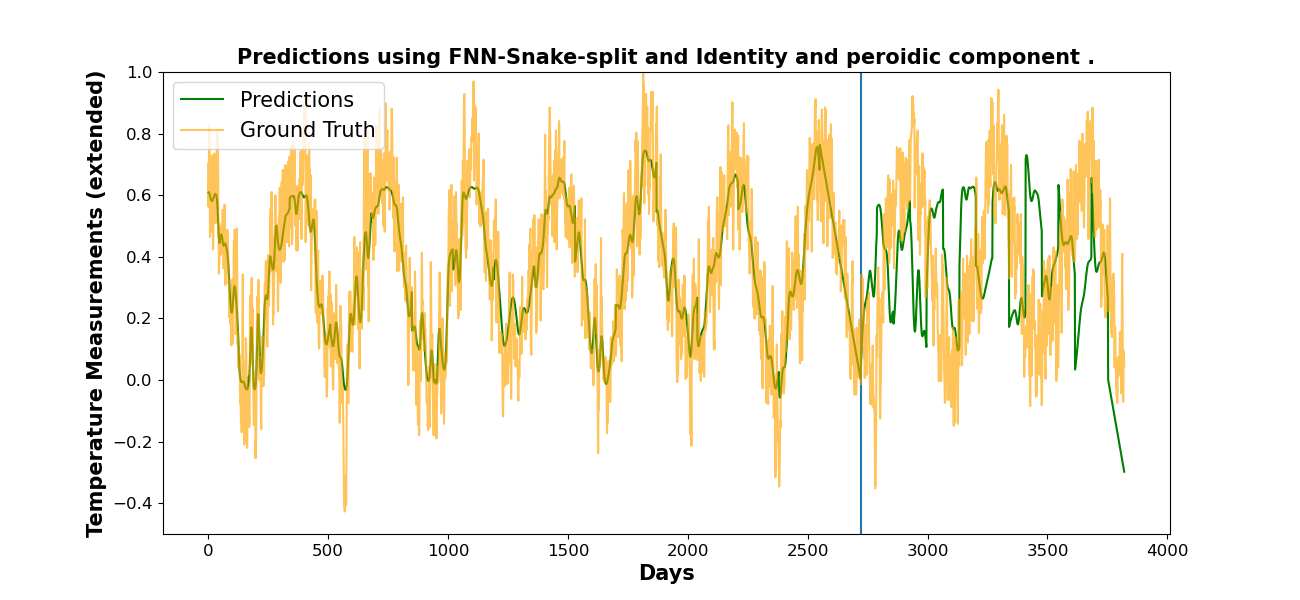 Predictions using FNN-Snake-split and Identity and peroidic component .
Temperature Measurements (extended)
1.0
0.8
0.6
0.4
0.2
0.0
−0.2
−0.4
Predictions
Ground Truth
0 500 1000 1500 2000 2500 3000 3500 4000
Days